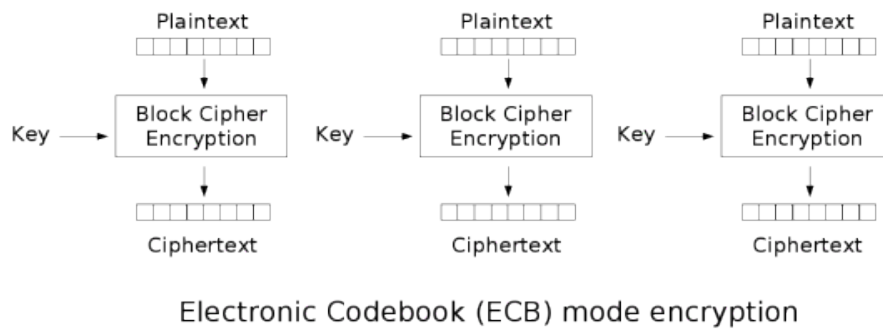 Plaintext
Plaintext
Plaintext
Key
Block Cipher
Encryption
Key
Block Cipher
Encryption
Key
Block Cipher
Encryption
Ciphertext
Ciphertext
Ciphertext
Electronic Codebook (ECB) mode encryption